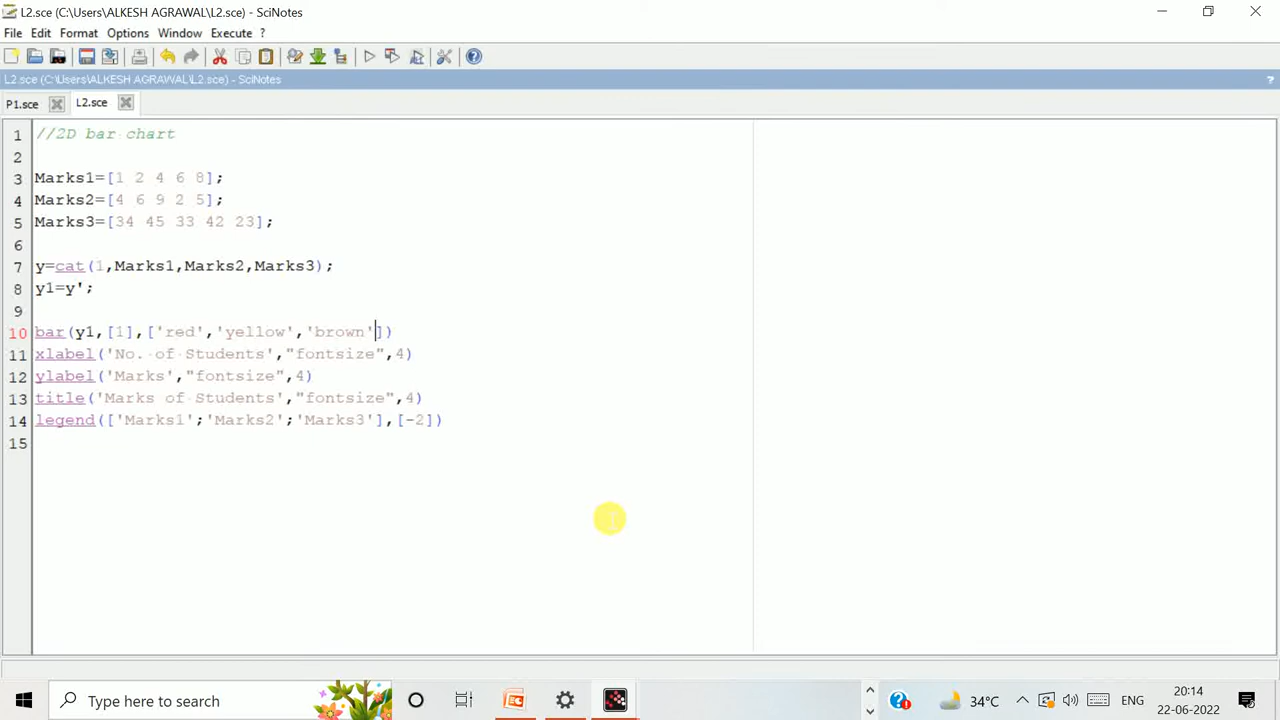 L2.sce (C:\Users\ALKESH AGRAWAL\L2.sce) - SciNotes
File Edit Format Options Window Execute ?
L2.sce (C:\Users\ALKESH AGRAWAL\L2.sce) - SciNotes ?
P1.sce L2.sce
1 //2D bar chart
2
3 Marks1=[1 2 4 6 8];
4 Marks2=[4 6 9 2 5];
5 Marks3=[34 45 33 42 23];
6
7 y=cat(1,Marks1,Marks2,Marks3);
8 y1=y';
9
10 bar(y1,[1],['red','yellow','brown'])
11 xlabel('No. of Students',"fontsize",4)
12 ylabel('Marks',"fontsize",4)
13 title('Marks of Students',"fontsize",4)
14 legend(['Marks1';'Marks2';'Marks3'],[-2])
15
Type here to search
34°C
ENG
20:14
22-06-2022